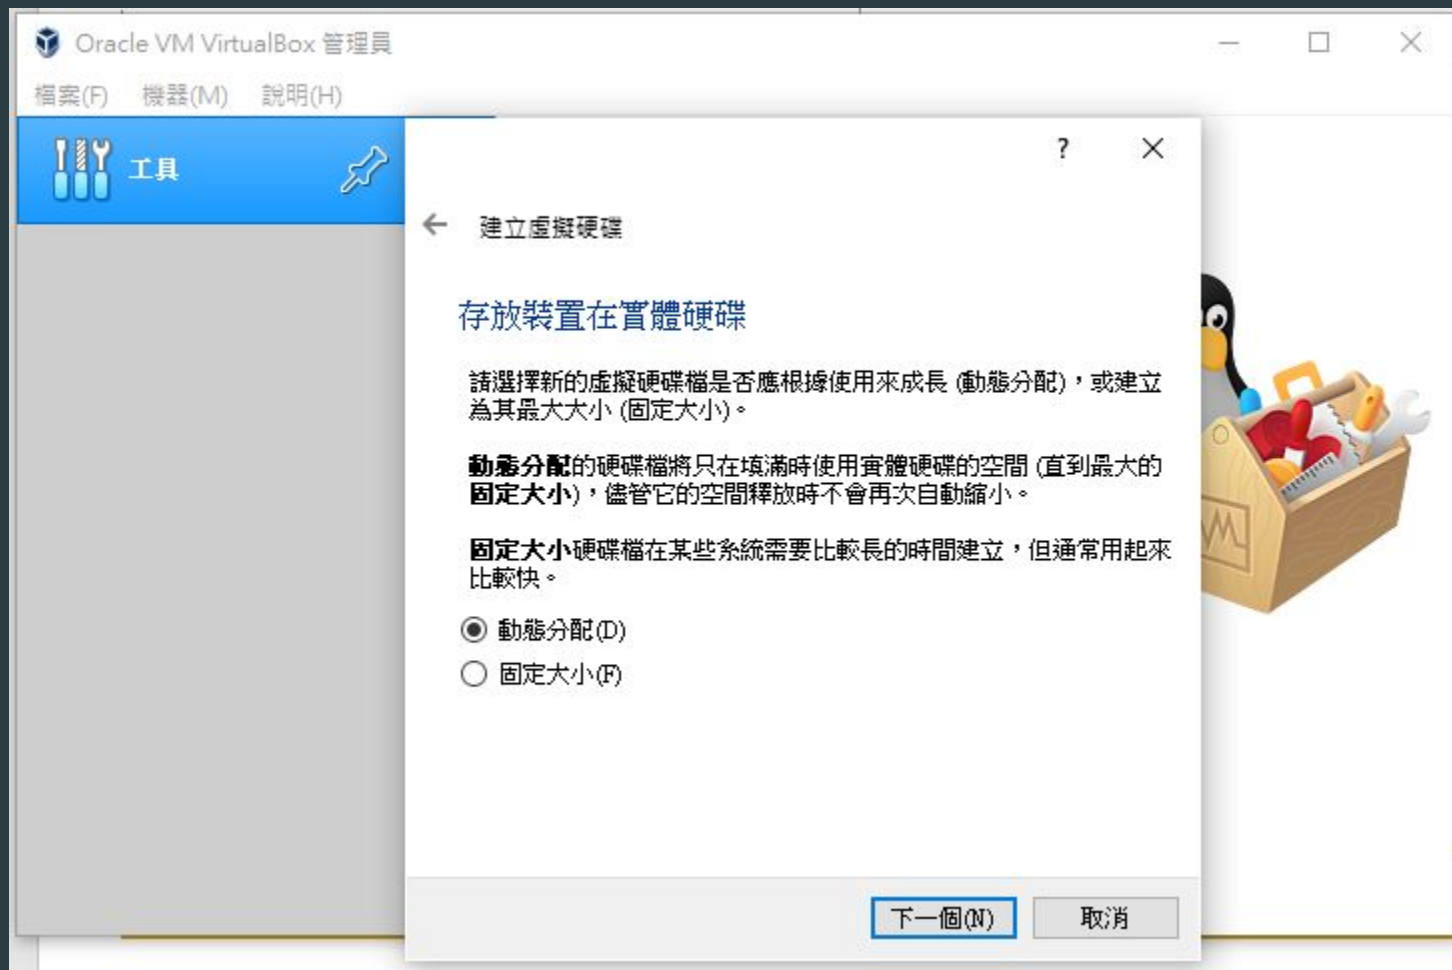 Oracle VM VirtualBox 管理員
檔案(F) 機器(M) 說明(H)
工具
?
建立虛擬硬碟
存放裝置在實體硬碟
請選擇新的虛擬硬碟檔是否應根據使用來成長 (動態分配)，或建立
為其最大大小 (固定大小)。
動態分配的硬碟檔將只在填滿時使用實體硬碟的空間 (直到最大的
固定大小)，儘管它的空間釋放時不會再次自動縮小。
固定大小硬碟檔在某些系統需要比較長的時間建立，但通常用起來
比較快。
動態分配(D)
固定大小(F)
下一個(N) 取消